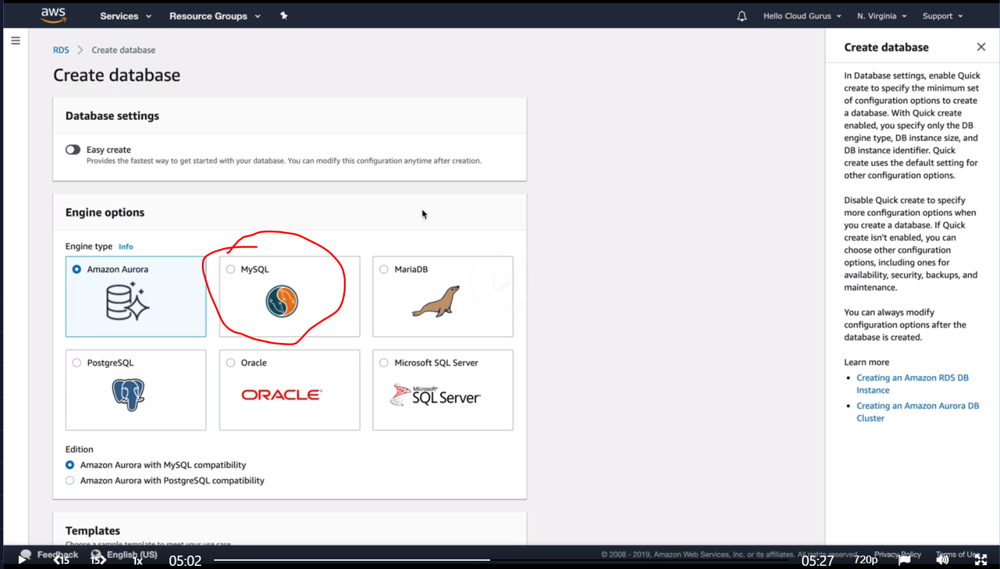 aws
Services
Resource Groups
Hello Cloud Gurus
N. Virginia
Support
RDS
Create database
Create database
Database settings
Easy create
Provides the fastest way to get started with your database. You can modify this configuration anytime after creation.
Engine options
Engine type Info
Amazon Aurora
MySQL
MariaDB
PostgreSQL
Oracle
ORACLE
Microsoft SQL Server
Microsoft
SQL Server
Edition
Amazon Aurora with MySQL compatibility
Amazon Aurora with PostgreSQL compatibility
Templates
Choose a sample template to meet your use case.
Create database
In Database settings, enable Quick
create to specify the minimum set
of configuration options to create
a database. With Quick create
enabled, you specify only the DB
engine type, DB instance size, and
DB instance identifier. Quick
create uses the default setting for
other configuration options.
Disable Quick create to specify
more configuration options when
you create a database. If Quick
create isn't enabled, you can
choose other configuration
options, including ones for
availability, security, backups, and
maintenance.
You can always modify
configuration options after the
database is created.
Learn more
Creating an Amazon RDS DB
Instance
Creating an Amazon Aurora DB
Cluster
Feedback
English (US)
© 2008 - 2019, Amazon Web Services, Inc. or its affiliates. All rights reserved.
Privacy Policy
Terms of Use
15
15
1x
05:02
05:27
720p